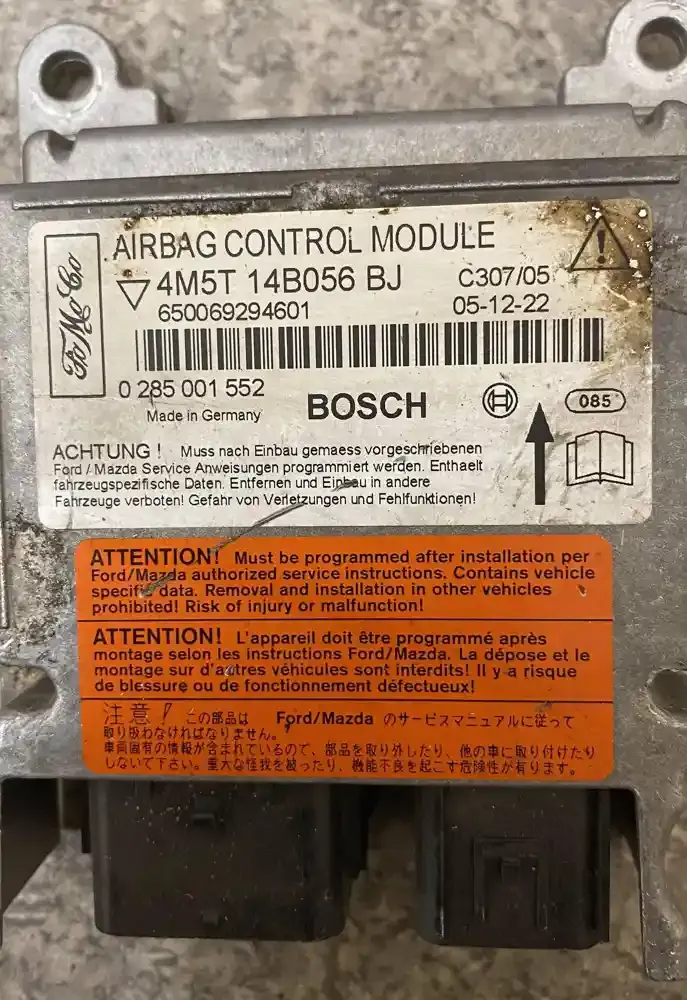 FoMoCo
AIRBAG CONTROL MODULE
4M5T 14B056 BJ C307/05
650069294601 05-12-22
0 285 001 552
Made in Germany BOSCH 085
ACHTUNG ! Muss nach Einbau gemaess vorgeschriebenen
Ford / Mazda Service Anweisungen programmiert werden. Enthaelt
fahrzeugspezifische Daten. Entfernen und Einbau in andere
Fahrzeuge verboten! Gefahr von Verletzungen und Fehlfunktionen!
ATTENTION! Must be programmed after installation per
Ford/Mazda authorized service instructions. Contains vehicle
specific data. Removal and installation in other vehicles
prohibited! Risk of injury or malfunction!
ATTENTION! L'appareil doit être programmé après
montage selon les instructions Ford/Mazda. La dépose et le
montage sur d'autres véhicules sont interdits! Il y a risque
de blessure ou de fonctionnement défectueux!
注意! この部品は Ford/Mazda のサービスマニュアルに従って
取り扱わなければなりません。
車両固有の情報が含まれているので、部品を取り外したり、他の車に取り付けたり
しないで下さい。重大な怪我を被ったり、機能不良を起こす危険性が有ります。